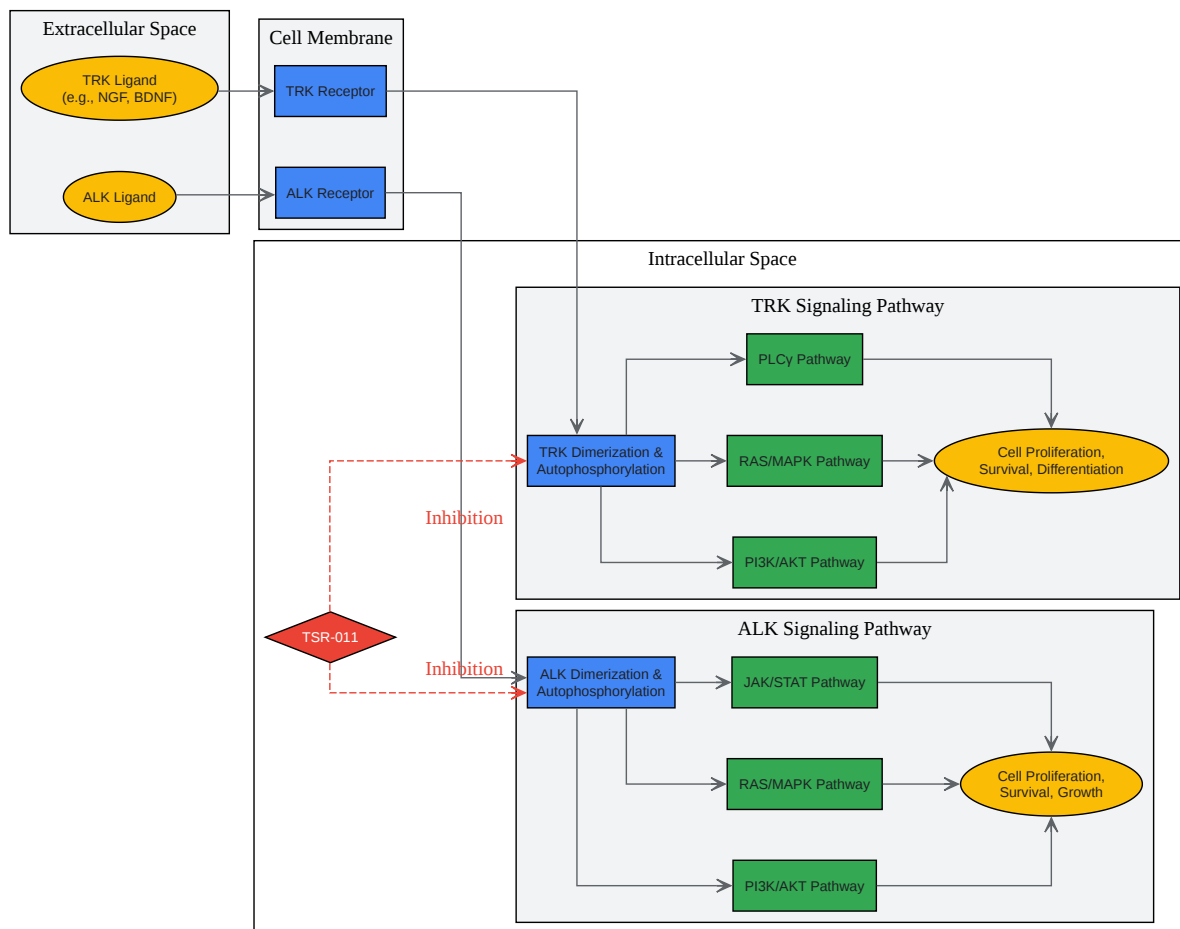 Extracellular Space
TRK Ligand
(e.g., NGF, BDNF)
ALK Ligand
Cell Membrane
TRK Receptor
ALK Receptor
Intracellular Space
TRK Signaling Pathway
PLCγ Pathway
TRK Dimerization &
Autophosphorylation
RAS/MAPK Pathway
Cell Proliferation,
Survival, Differentiation
Inhibition
PI3K/AKT Pathway
TSR-011
ALK Signaling Pathway
Inhibition
ALK Dimerization &
Autophosphorylation
JAK/STAT Pathway
RAS/MAPK Pathway
Cell Proliferation,
Survival, Growth
PI3K/AKT Pathway